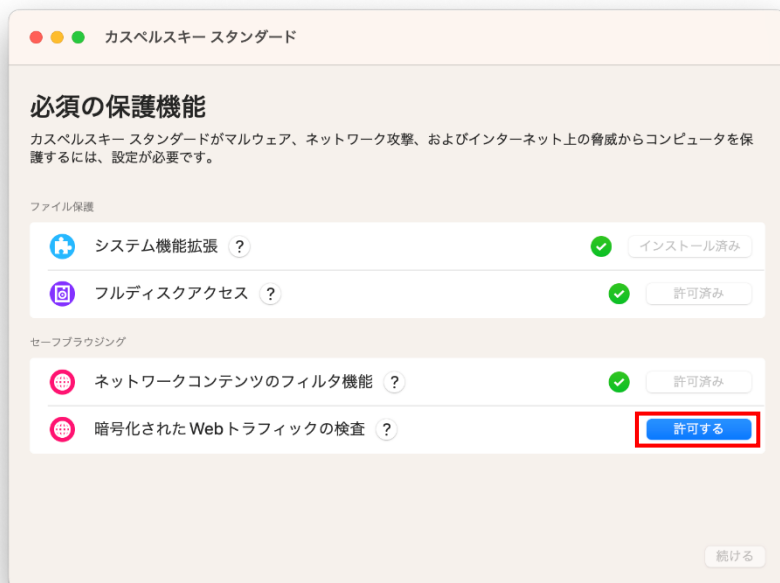 カスペルスキー スタンダード
必須の保護機能
カスペルスキー スタンダードがマルウェア、ネットワーク攻撃、およびインターネット上の脅威からコンピュータを保
護するには、設定が必要です。
ファイル保護
システム機能拡張 ? インストール済み
フルディスクアクセス ? 許可済み
セーフブラウジング
ネットワークコンテンツのフィルタ機能 ? 許可済み
暗号化されたWebトラフィックの検査 ? 許可する
続ける